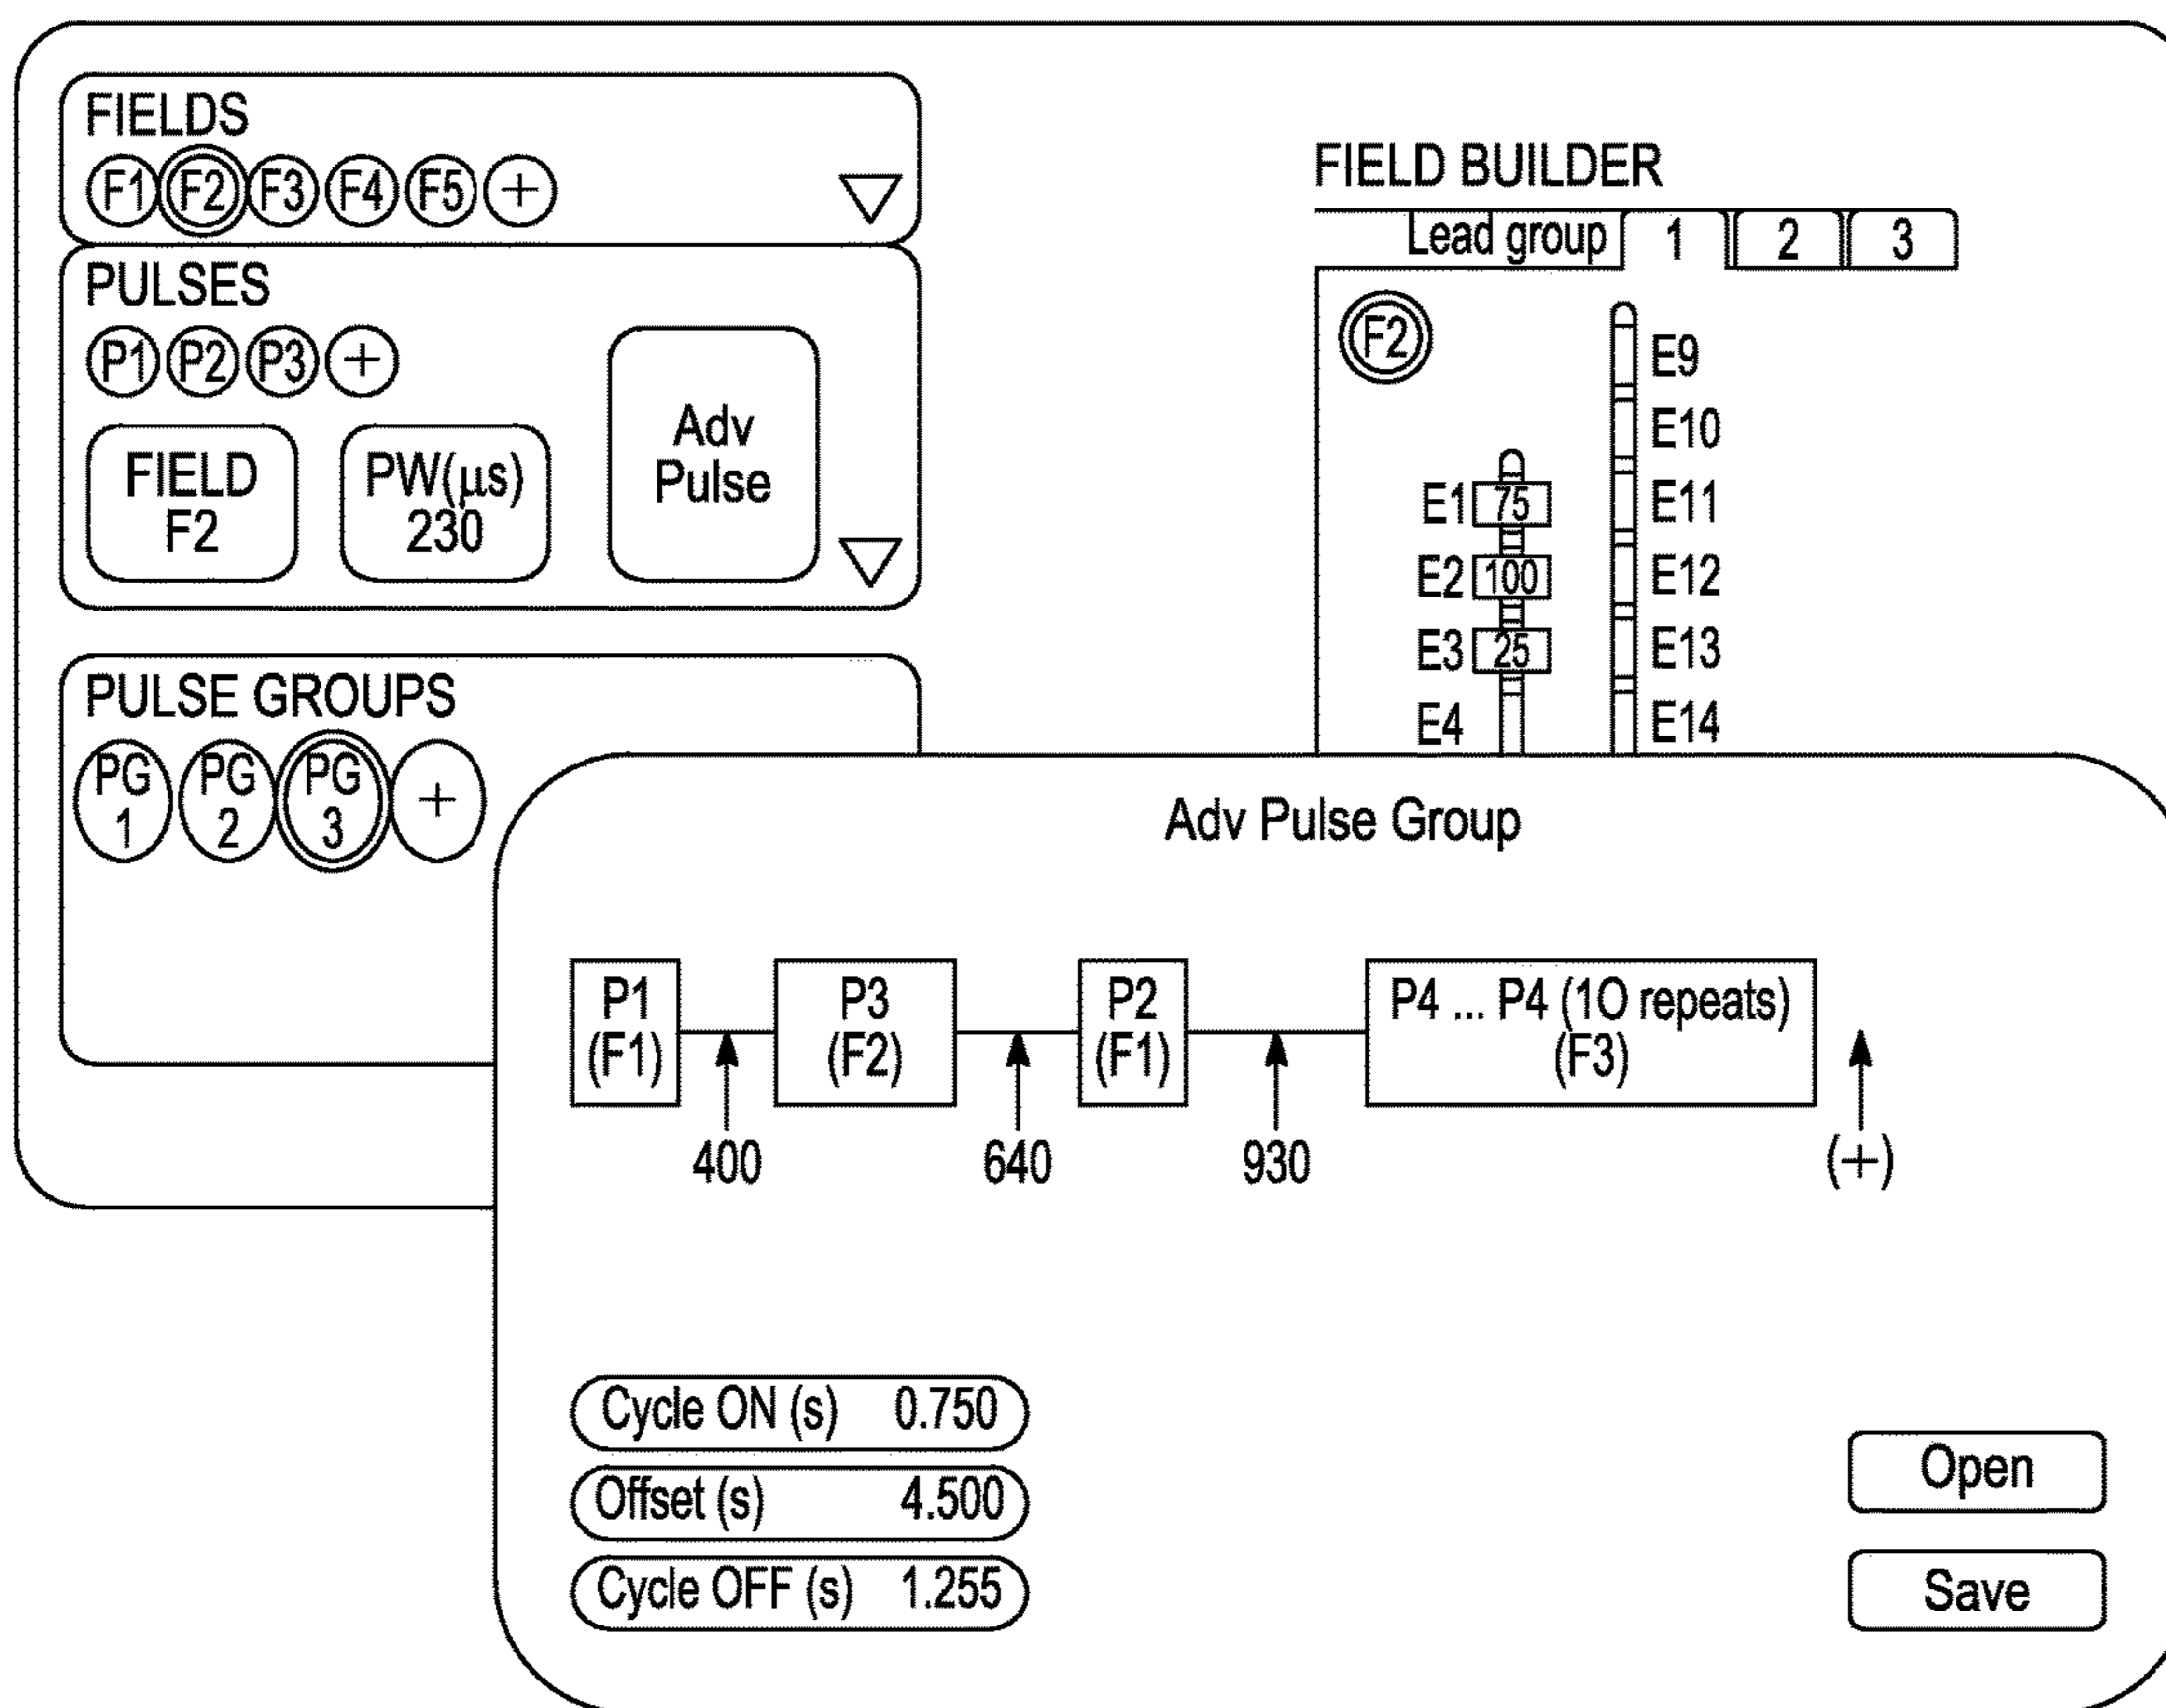 FIELDS
F1 F2 F3 F4 F5 +
PULSES
P1 P2 P3 +
FIELD
F2
PW(µs)
230
Adv
Pulse
PULSE GROUPS
PG
1
PG
2
PG
3
+
FIELD BUILDER
Lead group 1 2 3
F2
E1 75
E2 100
E3 25
E4
E9
E10
E11
E12
E13
E14
Adv Pulse Group
P1
(F1)
P3
(F2)
P2
(F1)
P4 ... P4 (1O repeats)
(F3)
400
640
930
(+)
Cycle ON (s) 0.750
Offset (s) 4.500
Cycle OFF (s) 1.255
Open
Save